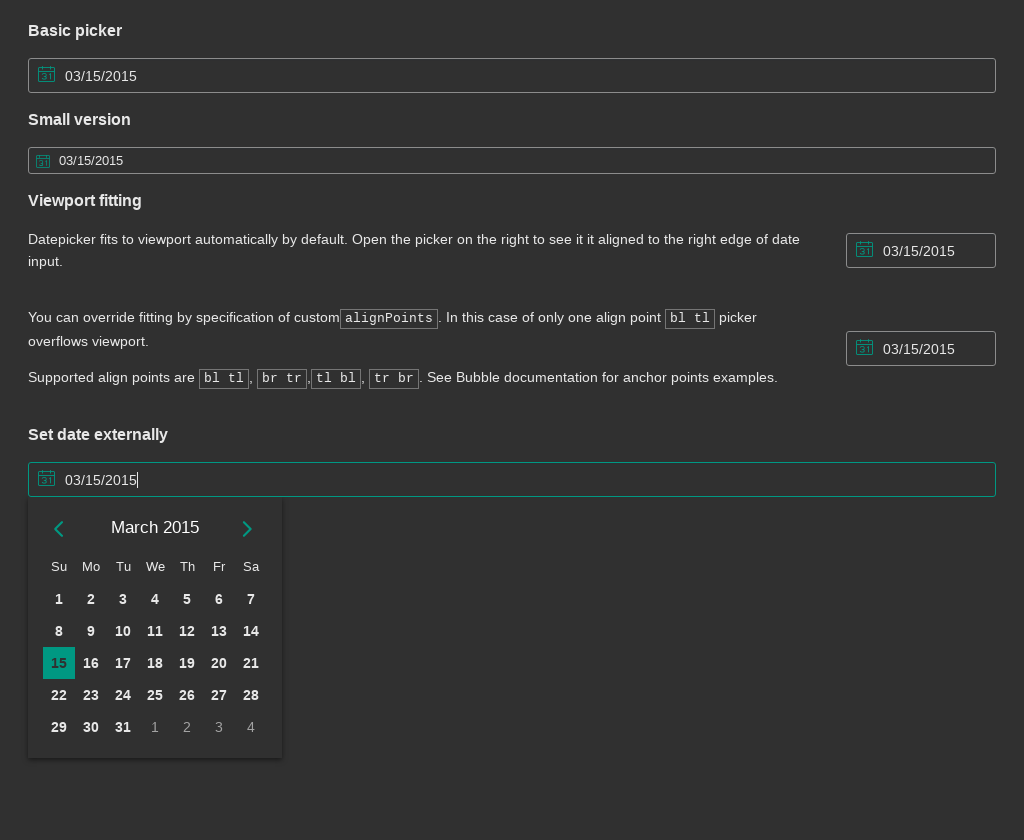 Basic picker
31 03/15/2015
Small version
31 03/15/2015
Viewport fitting
Datepicker fits to viewport automatically by default. Open the picker on the right to see it it aligned to the right edge of date
input.
31 03/15/2015
You can override fitting by specification of custom alignPoints. In this case of only one align point bl tl picker
overflows viewport.
31 03/15/2015
Supported align points are bl tl, br tr, tl bl, tr br. See Bubble documentation for anchor points examples.
Set date externally
31 03/15/2015
March 2015
Su Mo Tu We Th Fr Sa
1 2 3 4 5 6 7
8 9 10 11 12 13 14
15 16 17 18 19 20 21
22 23 24 25 26 27 28
29 30 31 1 2 3 4